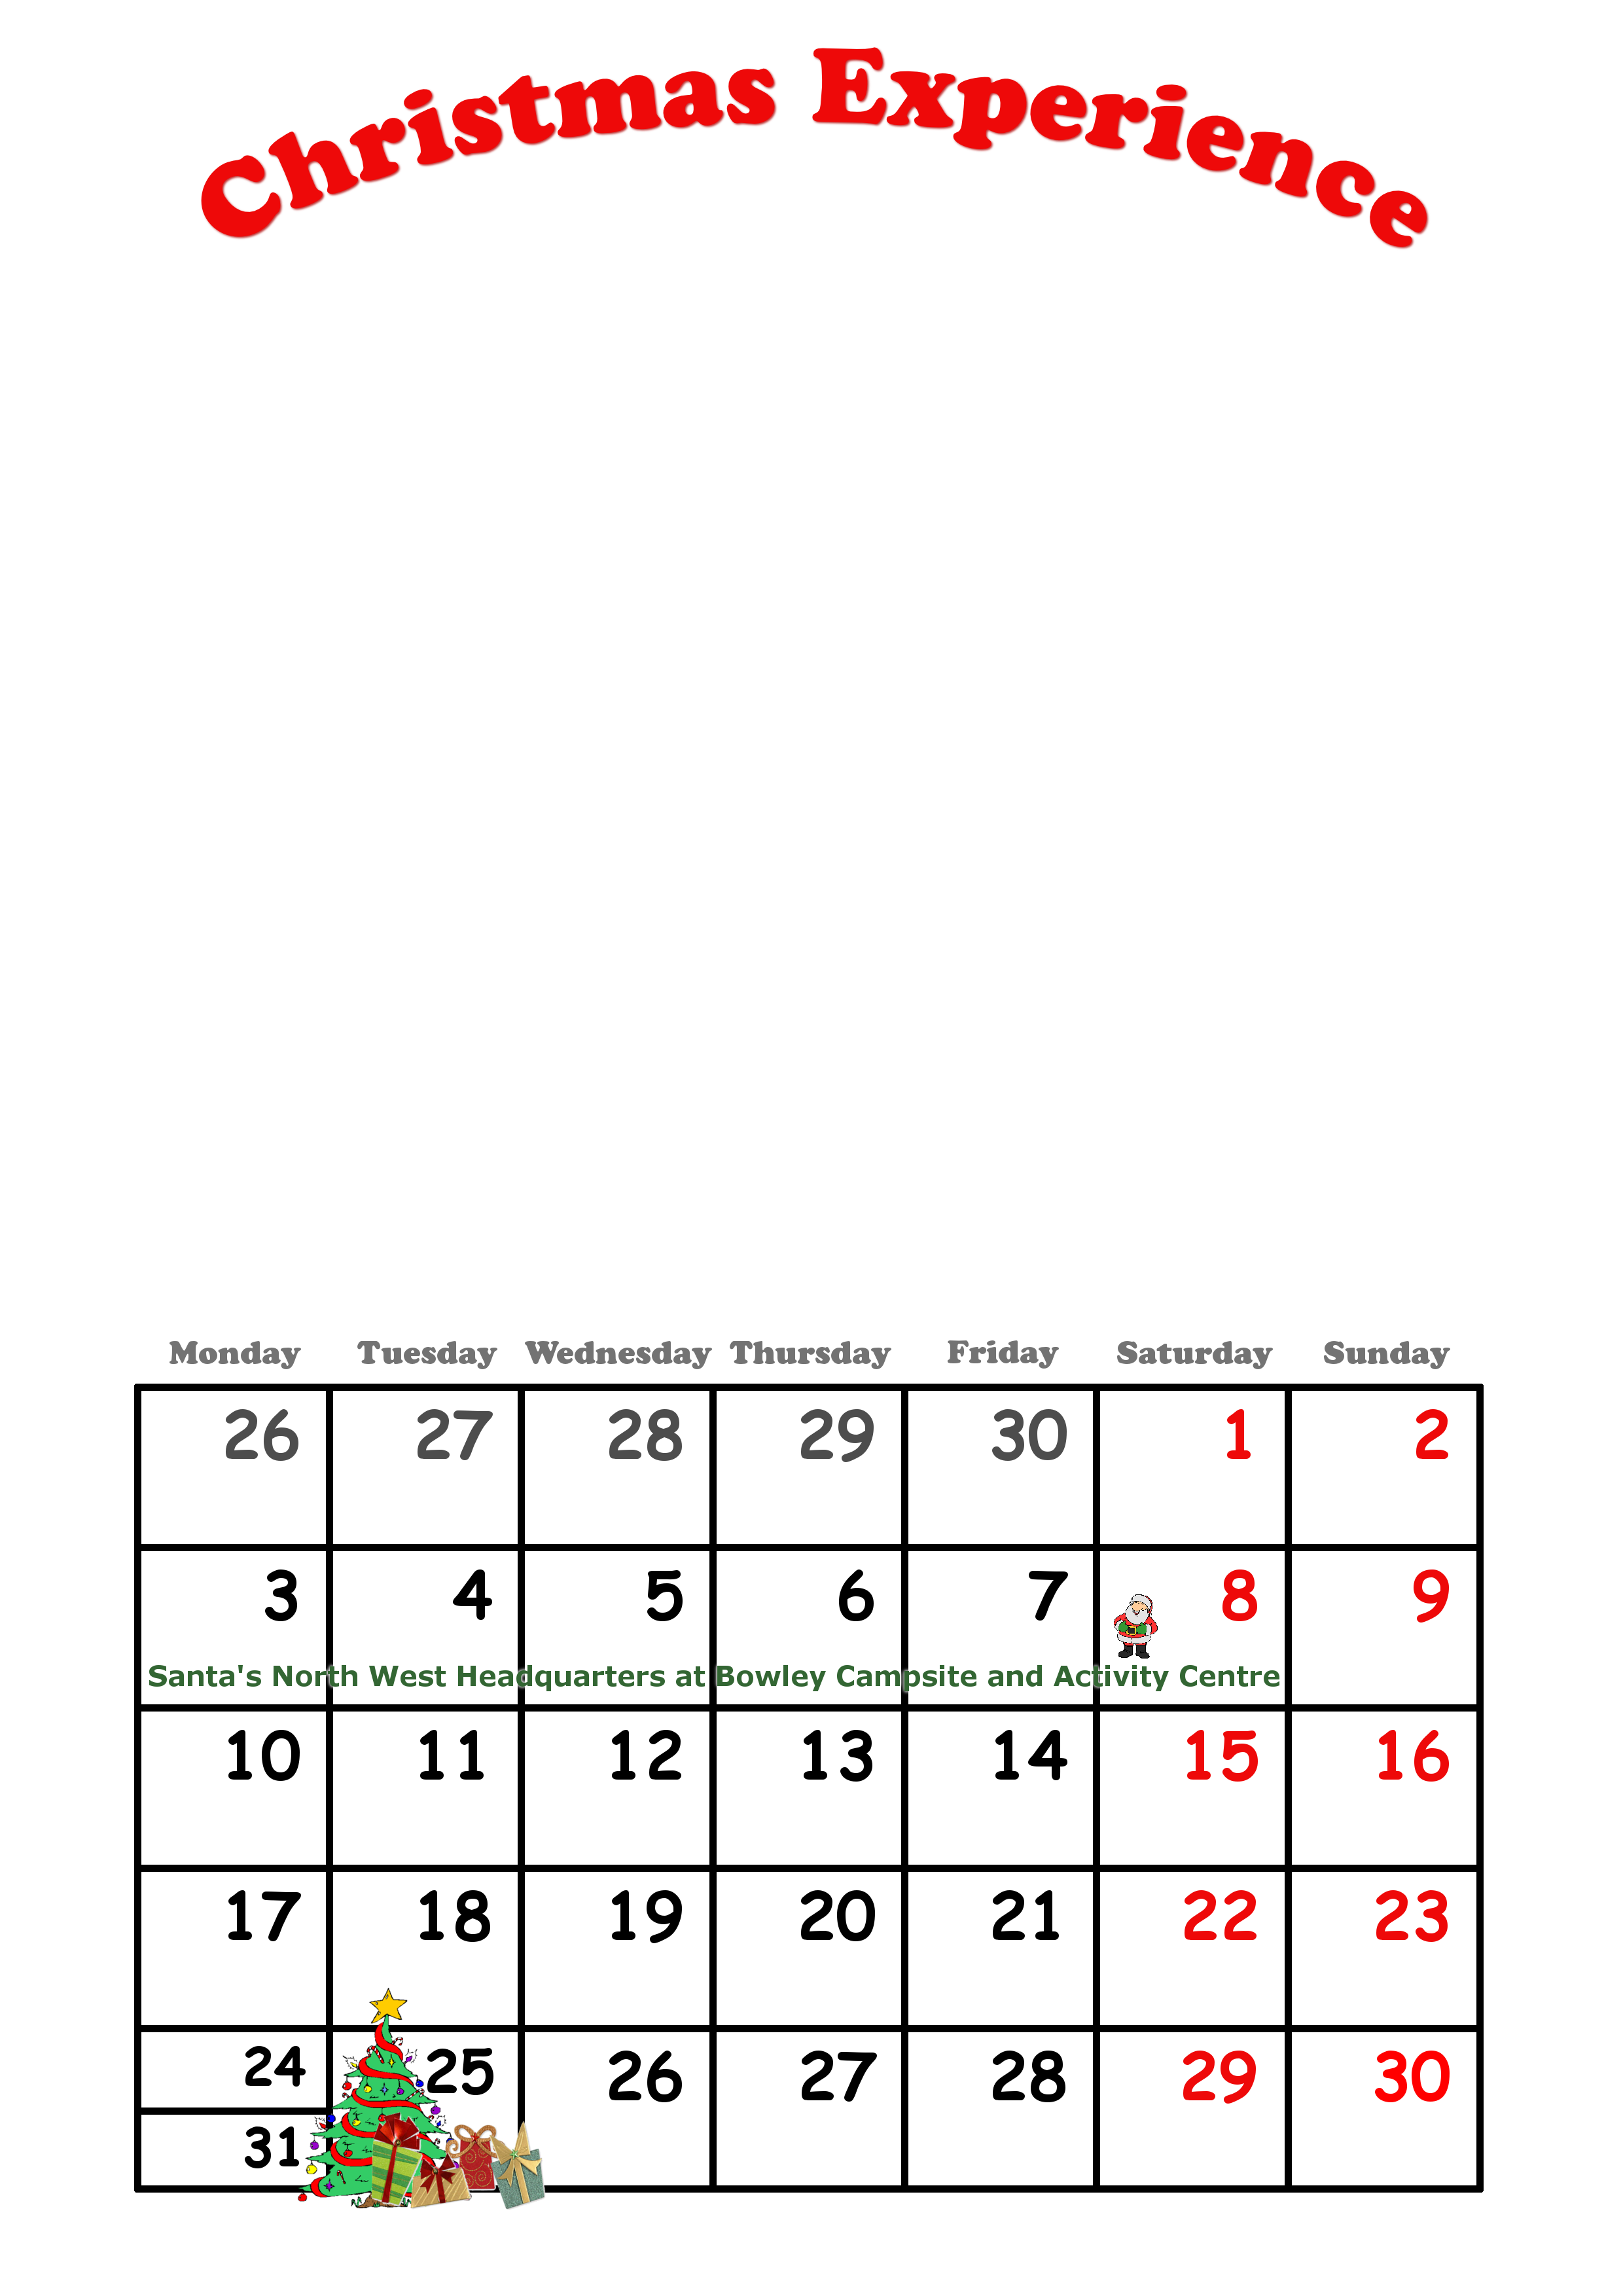 Christmas Experience
Monday Tuesday Wednesday Thursday Friday Saturday Sunday
26 27 28 29 30 1 2
3 4 5 6 7 8 9
Santa's North West Headquarters at Bowley Campsite and Activity Centre
10 11 12 13 14 15 16
17 18 19 20 21 22 23
24 25 26 27 28 29 30
31